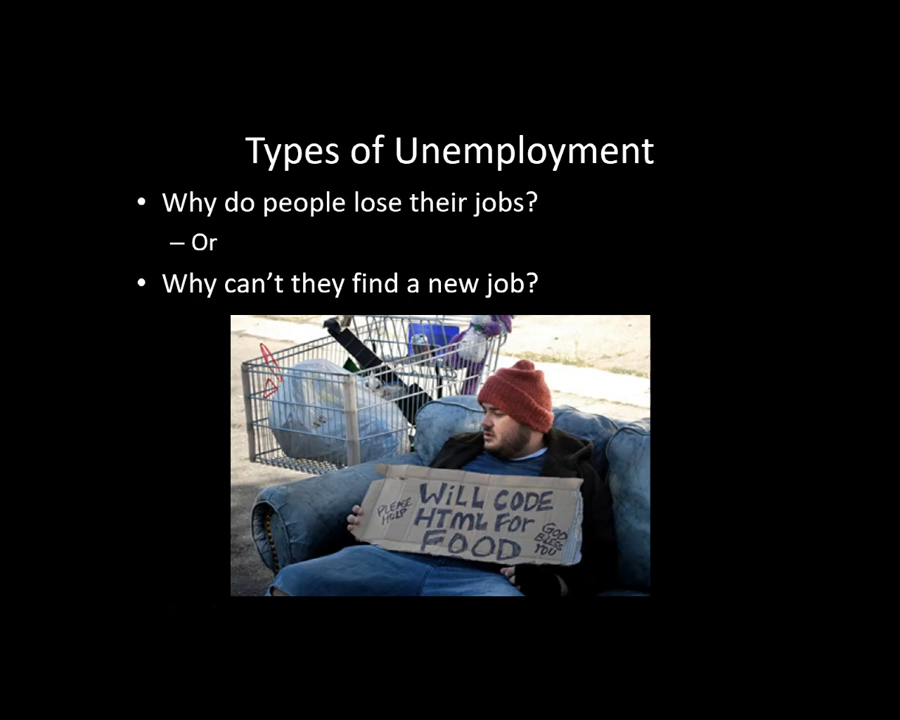 Types of Unemployment
• Why do people lose their jobs?
– Or
• Why can’t they find a new job?
PLEASE
HELP
WiLL CODE
HTML FOR
FOOD
GOD
BLESS
YOU